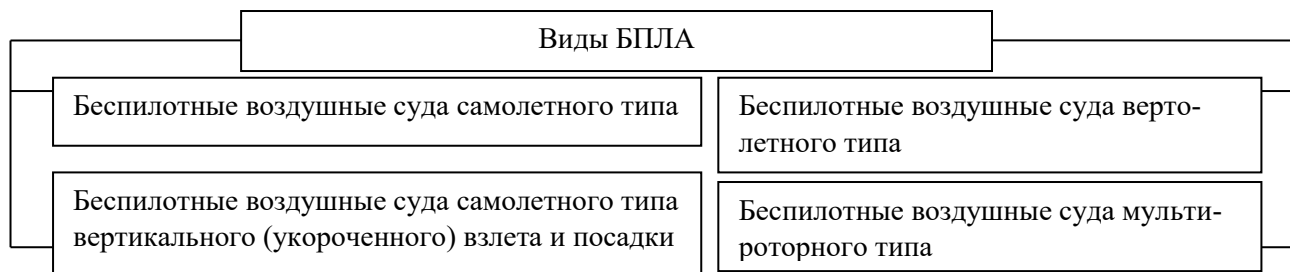 Виды БПЛА
Беспилотные воздушные суда самолетного типа
Беспилотные воздушные суда верто-
летного типа
Беспилотные воздушные суда самолетного типа
вертикального (укороченного) взлета и посадки
Беспилотные воздушные суда мульти-
роторного типа